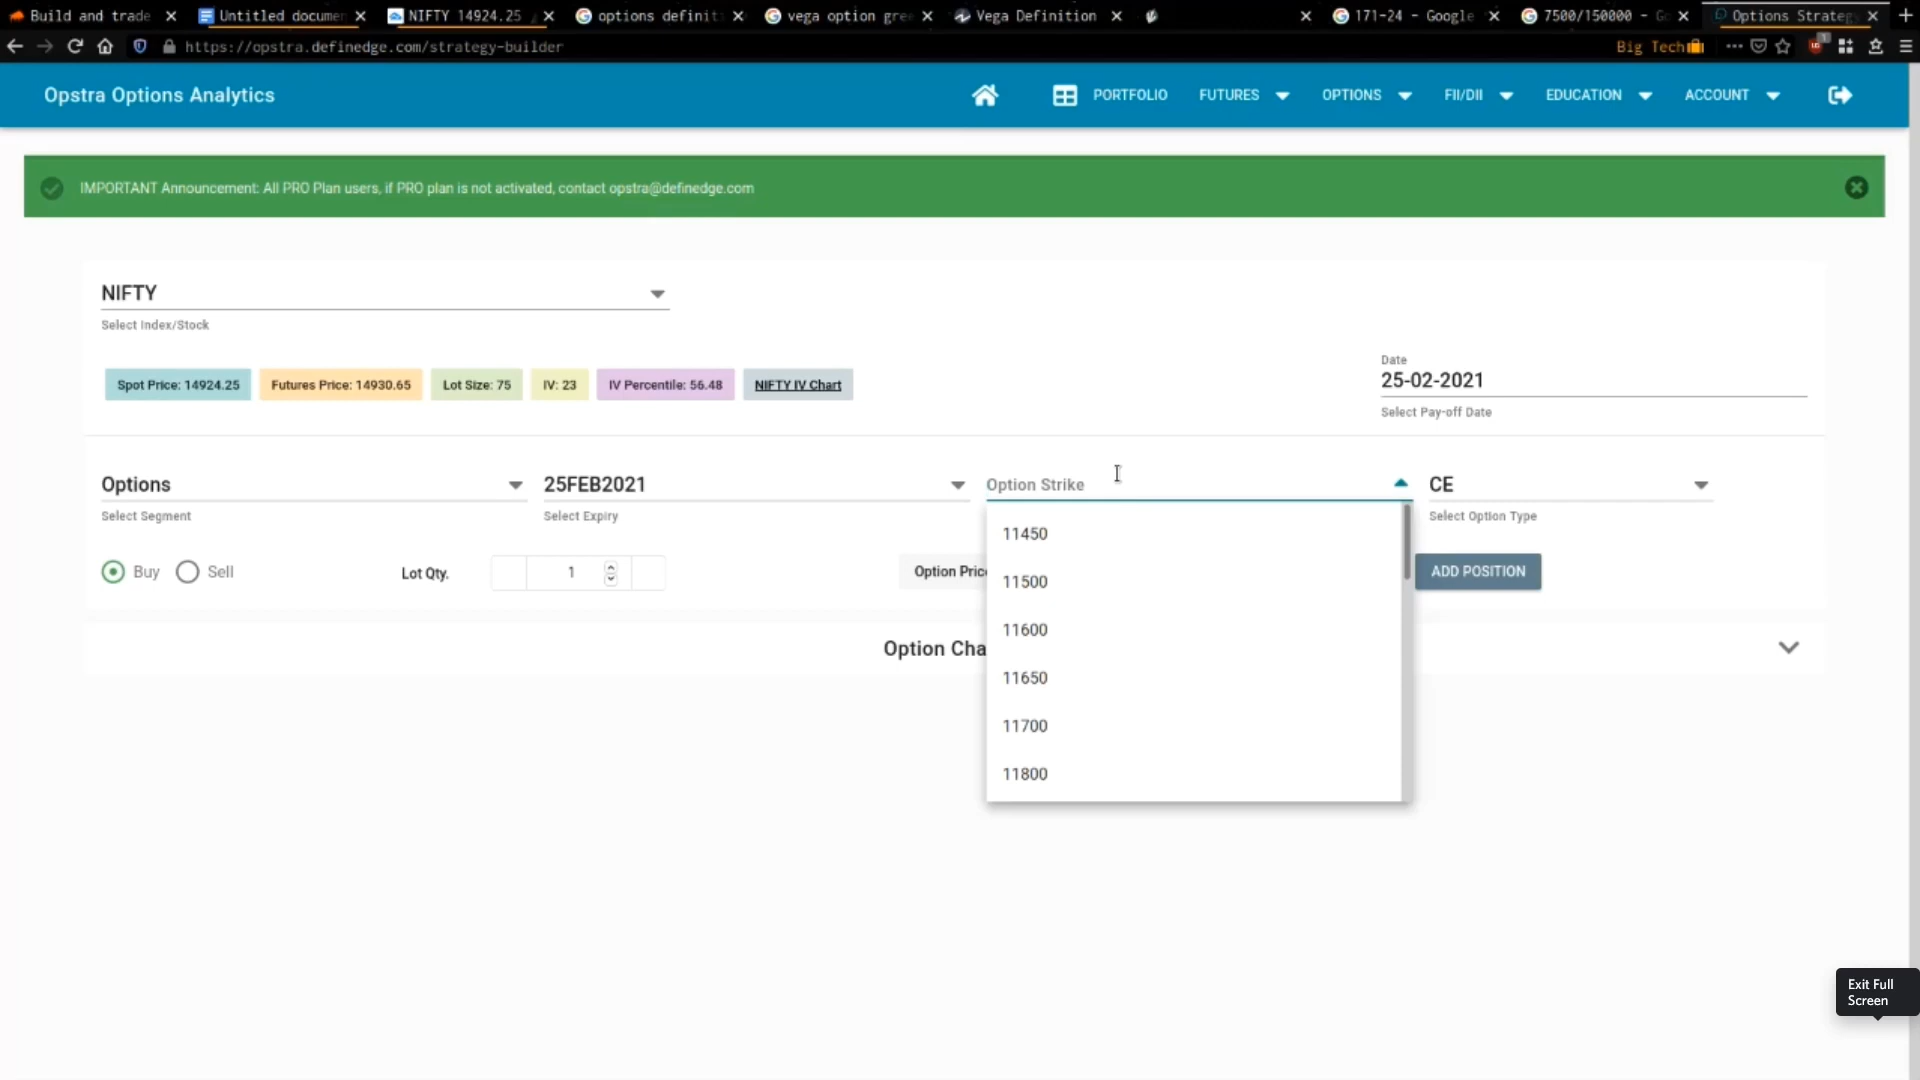 Build and trade
Untitled documen
NIFTY 14924.25
options definit
vega option gre
Vega Definition
171-24 - Google
7500/150000 - Go
Options Strateg
https://opstra.definedge.com/strategy-builder
Big Tech
Opstra Options Analytics
PORTFOLIO
FUTURES
OPTIONS
FII/DII
EDUCATION
ACCOUNT
IMPORTANT Announcement: All PRO Plan users, if PRO plan is not activated, contact opstra@definedge.com
NIFTY
Select Index/Stock
Spot Price: 14924.25
Futures Price: 14930.65
Lot Size: 75
IV: 23
IV Percentile: 56.48
NIFTY IV Chart
Date
25-02-2021
Select Pay-off Date
Options
Select Segment
25FEB2021
Select Expiry
Option Strike
CE
Select Option Type
11450
11500
11600
11650
11700
11800
Buy
Sell
Lot Qty.
1
Option Pric
ADD POSITION
Option Cha
Exit Full
Screen